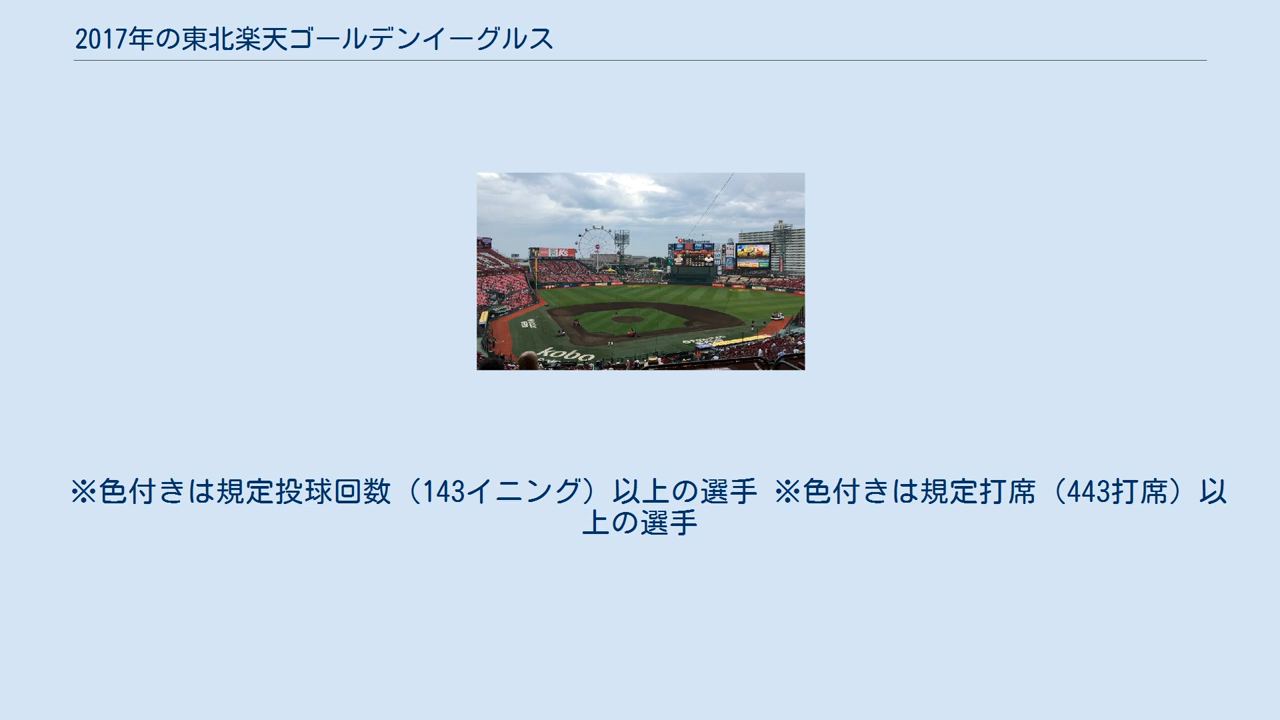 2017年の東北楽天ゴールデンイーグルス
kobo
※色付きは規定投球回数（143イニング）以上の選手 ※色付きは規定打席（443打席）以
上の選手